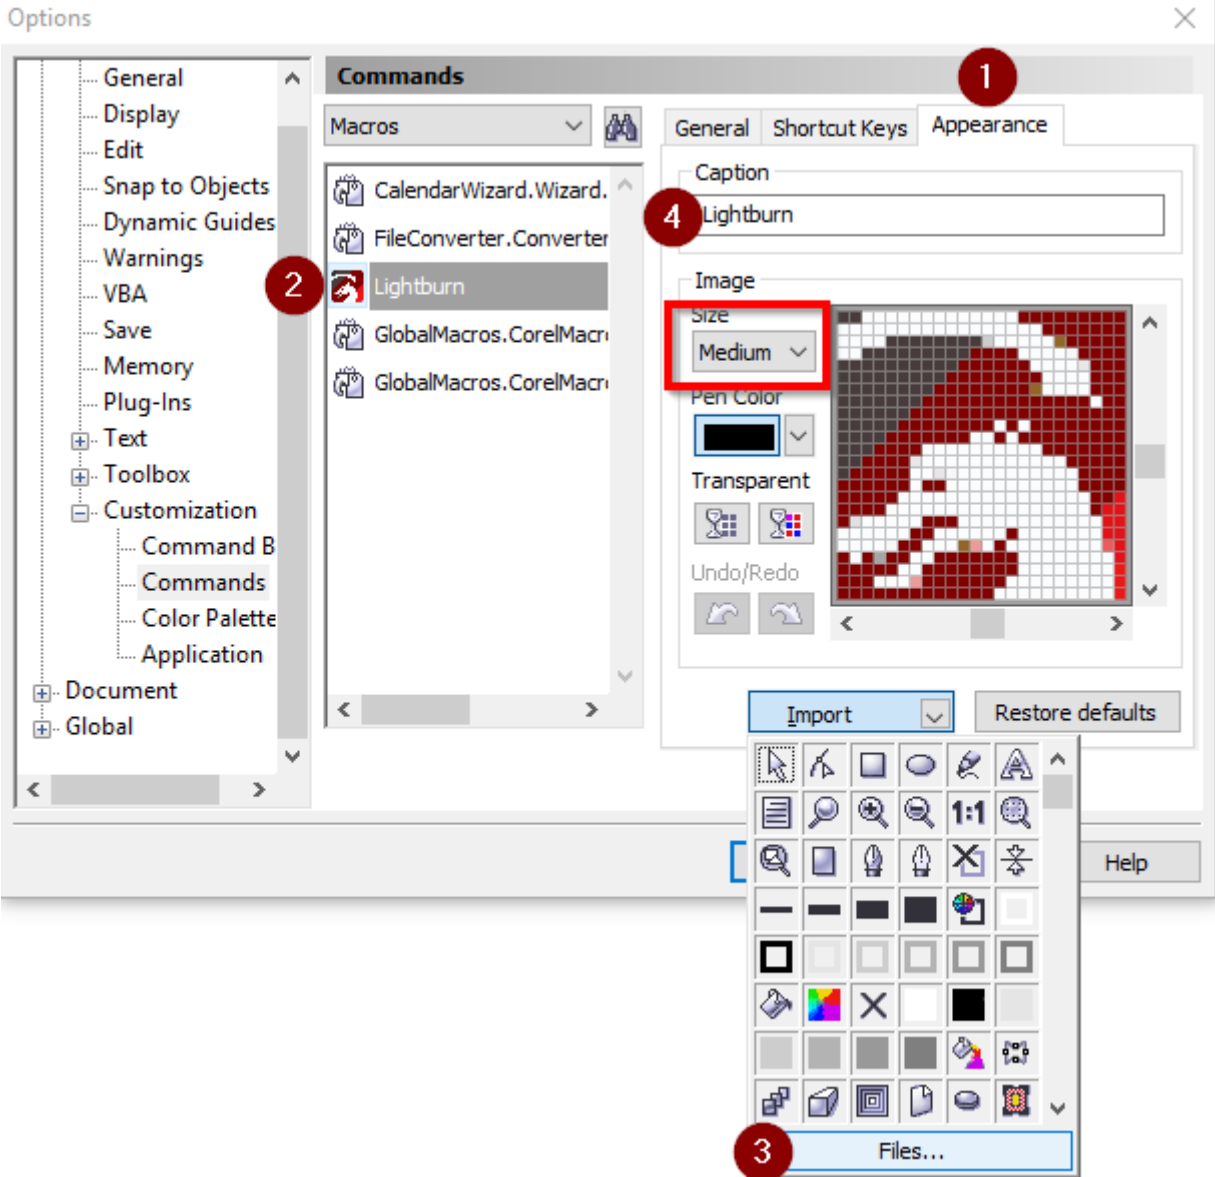 Options
General
Display
Edit
Snap to Objects
Dynamic Guides
Warnings
VBA
Save
Memory
Plug-Ins
Text
Toolbox
Customization
Command B
Commands
Color Palette
Application
Document
Global
Commands
Macros
CalendarWizard.Wizard.
FileConverter.Converter
2
Lightburn
GlobalMacros.CorelMacr
GlobalMacros.CorelMacr
1
General Shortcut Keys Appearance
Caption
4
Lightburn
Image
Size
Medium
Pen Color
Transparent
Undo/Redo
Import
Restore defaults
A
1:1
Help
3
Files...